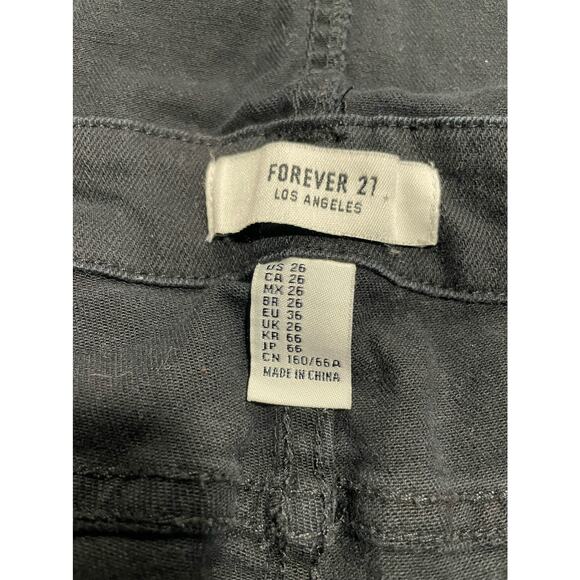 FOREVER 21
LOS ANGELES
US 26
CA 26
MX 26
BR 26
EU 36
UK 26
KR 66
JP 66
CN 160/66A
MADE IN CHINA